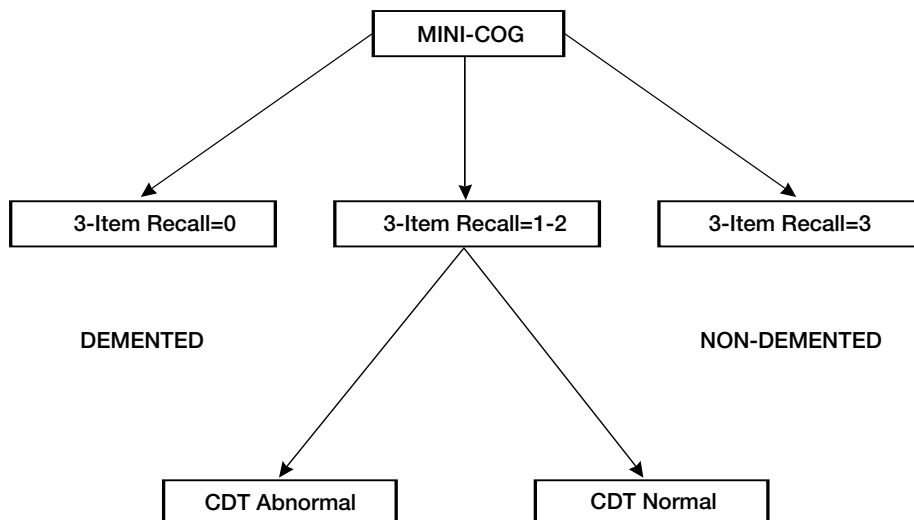 MINI-COG
3-Item Recall=0
3-Item Recall=1-2
3-Item Recall=3
DEMENTED
NON-DEMENTED
CDT Abnormal
CDT Normal